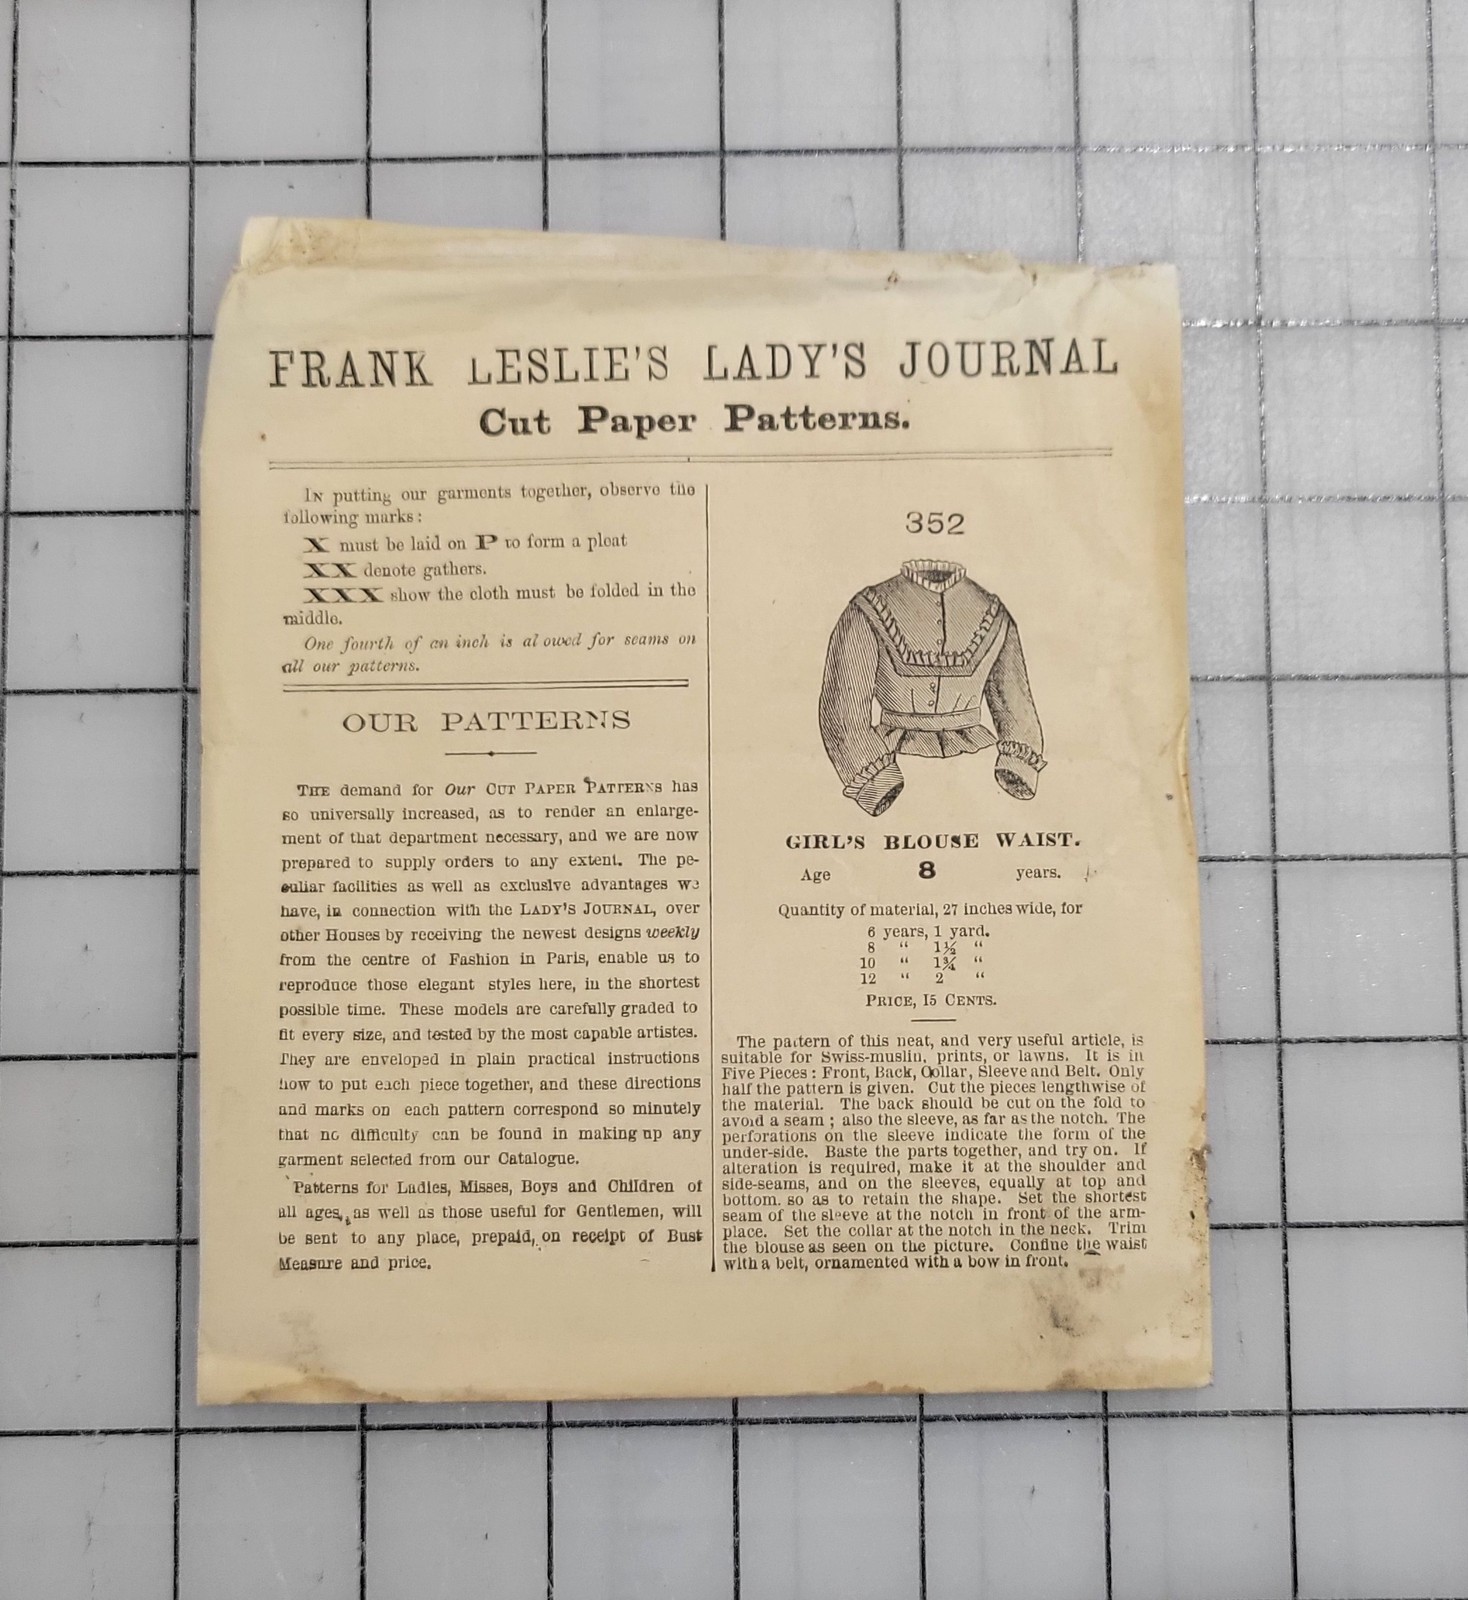 FRANK LESLIE'S LADY'S JOURNAL
Cut Paper Patterns.
IN putting our garments together, observe the
following marks:
X must be laid on P to form a pleat
XX denote gathers.
XXX show the cloth must be folded in the
middle.
One fourth of an inch is al owed for seams on
all our patterns.
OUR PATTERNS
THE demand for Our CUT PAPER PATTERNS has
so universally increased, as to render an enlarge-
ment of that department necessary, and we are now
prepared to supply orders to any extent. The pe-
culiar facilities as well as exclusive advantages we
have, in connection with the LADY'S JOURNAL, over
other Houses by receiving the newest designs weekly
from the centre of Fashion in Paris, enable us to
reproduce those elegant styles here, in the shortest
possible time. These models are carefully graded to
fit every size, and tested by the most capable artistes.
They are enveloped in plain practical instructions
how to put each piece together, and these directions
and marks on each pattern correspond so minutely
that no difficulty can be found in making up any
garment selected from our Catalogue.
Patterns for Ladies, Misses, Boys and Children of
all ages, as well as those useful for Gentlemen, will
be sent to any place, prepaid, on receipt of Bust
Measure and price.
352
GIRL'S BLOUSE WAIST.
Age 8 years.
Quantity of material, 27 inches wide, for
6 years, 1 yard.
8 " 1½ "
10 " 1¾ "
12 " 2 "
PRICE, 15 CENTS.
The pattern of this neat, and very useful article, is
suitable for Swiss-muslin, prints, or lawns. It is in
Five Pieces: Front, Back, Collar, Sleeve and Belt. Only
half the pattern is given. Cut the pieces lengthwise of
the material. The back should be cut on the fold to
avoid a seam; also the sleeve, as far as the notch. The
perforations on the sleeve indicate the form of the
under-side. Baste the parts together, and try on. If
alteration is required, make it at the shoulder and
side-seams, and on the sleeves, equally at top and
bottom. so as to retain the shape. Set the shortest
seam of the sleeve at the notch in front of the arm-
place. Set the collar at the notch in the neck. Trim
the blouse as seen on the picture. Confine the waist
with a belt, ornamented with a bow in front.